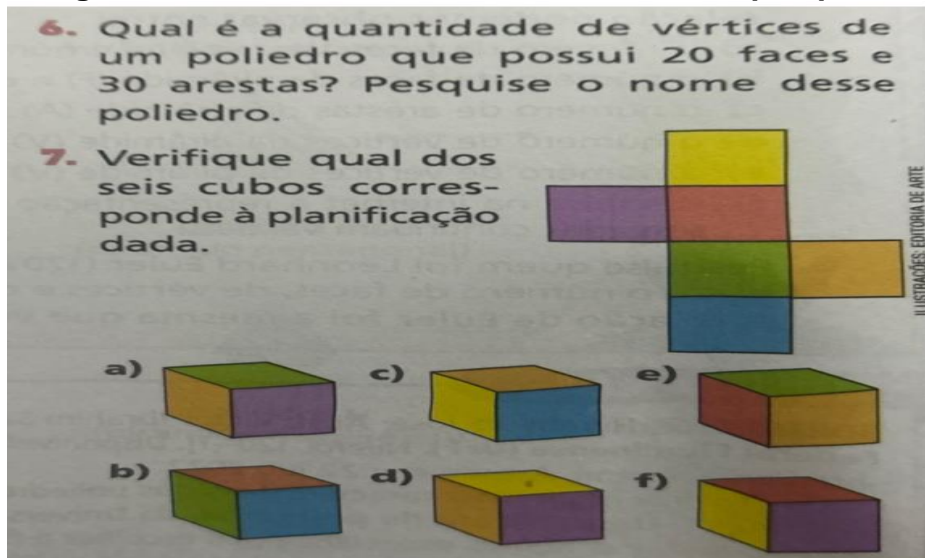 6. Qual é a quantidade de vértices de
um poliedro que possui 20 faces e
30 arestas? Pesquise o nome desse
poliedro.
7. Verifique qual dos
seis cubos corres-
ponde à planificação
dada.
ILUSTRAÇÕES: EDITORIA DE ARTE
a)
c)
e)
b)
d)
f)